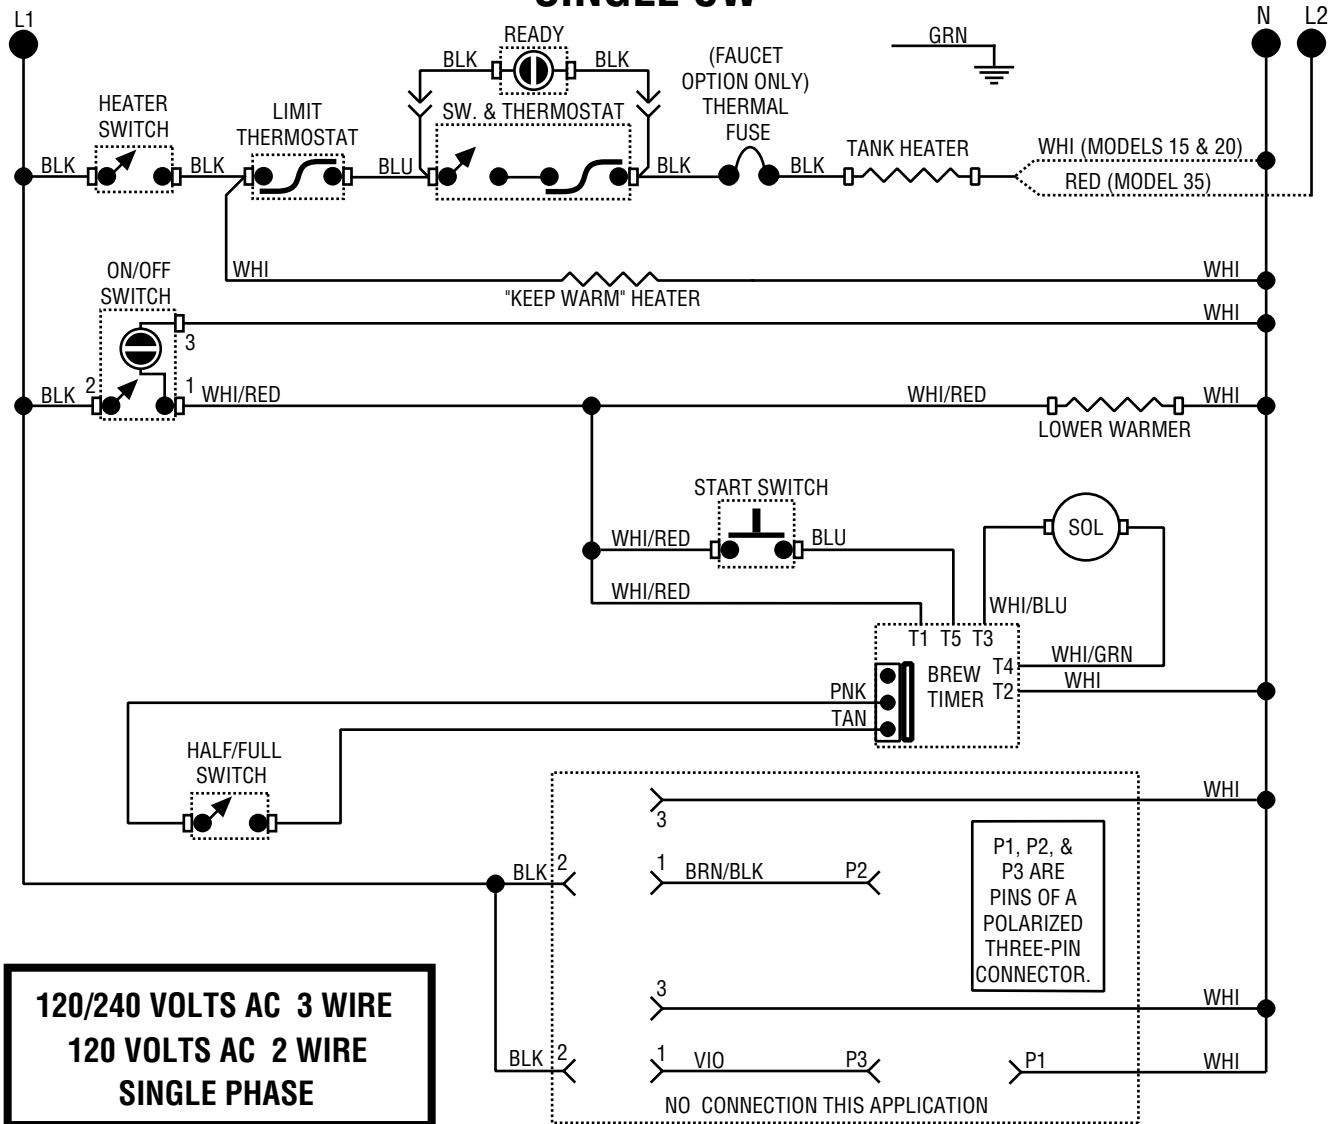 L1
N
L2
READY
GRN
BLK
BLK
(FAUCET
OPTION ONLY)
THERMAL
FUSE
HEATER
SWITCH
LIMIT
THERMOSTAT
SW. & THERMOSTAT
TANK HEATER
WHI (MODELS 15 & 20)
RED (MODEL 35)
BLK
BLK
BLU
BLK
BLK
ON/OFF
SWITCH
WHI
"KEEP WARM" HEATER
WHI
WHI
3
BLK
2
1
WHI/RED
WHI/RED
WHI
LOWER WARMER
START SWITCH
SOL
WHI/RED
BLU
WHI/RED
WHI/BLU
T1
T5
T3
BREW
TIMER
T4
T2
WHI/GRN
WHI
PNK
TAN
HALF/FULL
SWITCH
WHI
3
P1, P2, &
P3 ARE
PINS OF A
POLARIZED
THREE-PIN
CONNECTOR.
BLK
2
1
BRN/BLK
P2
3
WHI
BLK
2
1
VIO
P3
P1
WHI
NO CONNECTION THIS APPLICATION
120/240 VOLTS AC 3 WIRE
120 VOLTS AC 2 WIRE
SINGLE PHASE